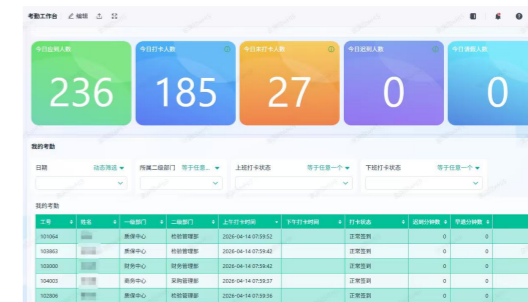 考勤工作台 编辑
今日应到人数 今日打卡人数 今日未打卡人数 今日迟到人数 今日请假人数
236 185 27 0 0
我的考勤
日期 动态筛选 所属二级部门 等于任意... 上班打卡状态 等于任意一个 下班打卡状态 等于任意一个
我的考勤
工号 姓名 一级部门 二级部门 上午打卡时间 下午打卡时间 打卡状态 迟到分钟数 早退分钟数
101064 质保中心 检验管理部 2026-04-14 07:59:52 正常签到 0 0
103863 质保中心 检验管理部 2026-04-14 07:59:42 正常签到 0 0
103000 财务中心 财务管理部 2026-04-14 07:59:42 正常签到 0 0
104003 商务中心 采购管理部 2026-04-14 07:59:37 正常签到 0 0
102806 质保中心 检验管理部 2026-04-14 07:59:36 正常签到 0 0